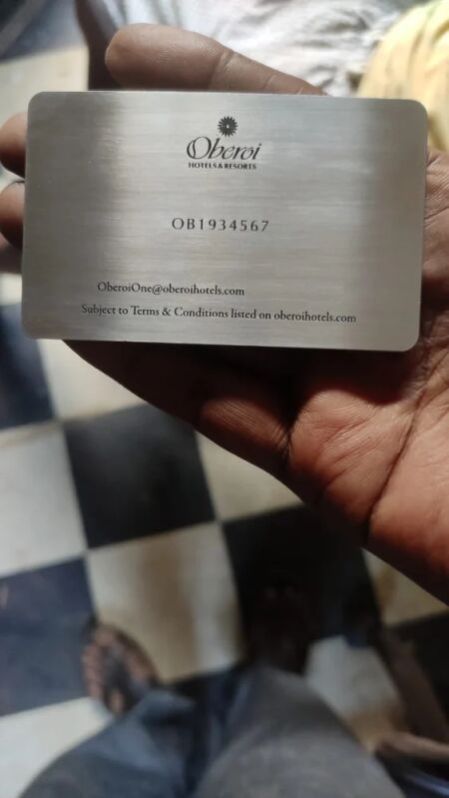 Oberoi
HOTELS & RESORTS
OB1934567
OberoiOne@oberoihotels.com
Subject to Terms & Conditions listed on oberoihotels.com